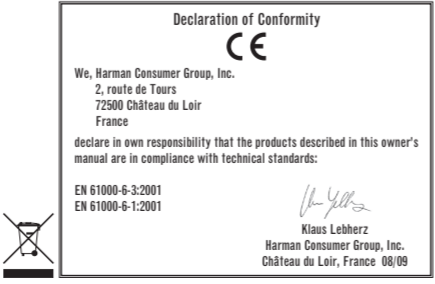 Declaration of Conformity
CE
We, Harman Consumer Group, Inc.
2, route de Tours
72500 Château du Loir
France
declare in own responsibility that the products described in this owner's
manual are in compliance with technical standards:
EN 61000-6-3:2001
EN 61000-6-1:2001
Klaus Lebherz
Harman Consumer Group, Inc.
Château du Loir, France 08/09